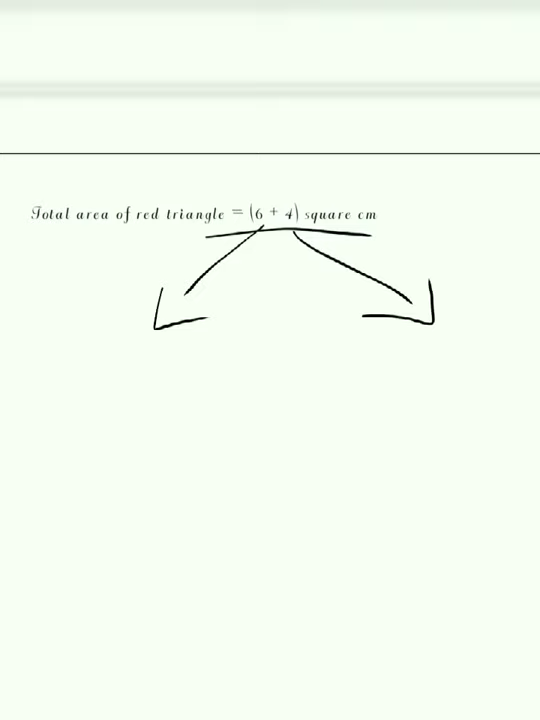 Total area of red triangle = (6 + 4) square cm